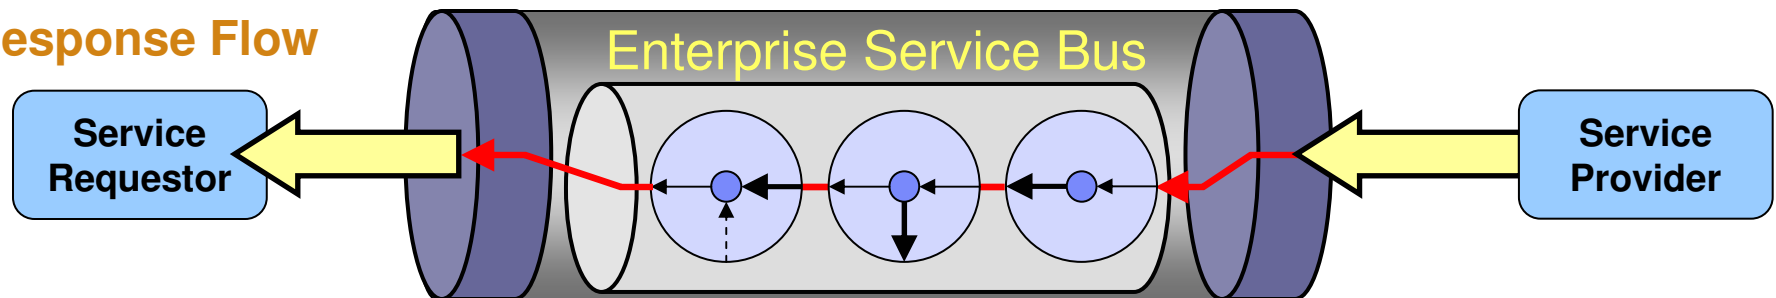 esponse Flow
Enterprise Service Bus
Service
Requestor
Service
Provider